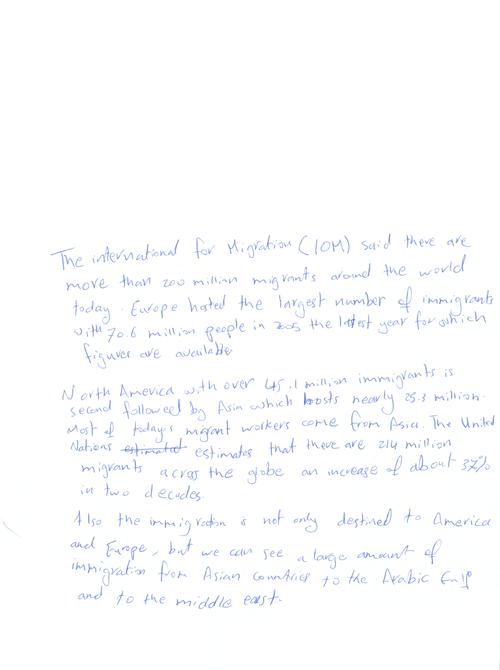 The international for Migration (IOM) said there are
more than 200 million migrants around the world
today. Europe hosted the largest number of immigrants
with 70.6 million people in 2005 the latest year for which
figures are available
North America with over 45.1 million immigrants is
second followed by Asia which hosts nearly 25.3 million.
Most of today's migrant workers come from Asia. The United
Nations estimated estimates that there are 214 million
migrants across the globe an increase of about 37%
in two decades.
Also the immigration is not only destined to America
and Europe, but we can see a large amount of
immigration from Asian countries to the Arabic Gulf
and to the middle east.